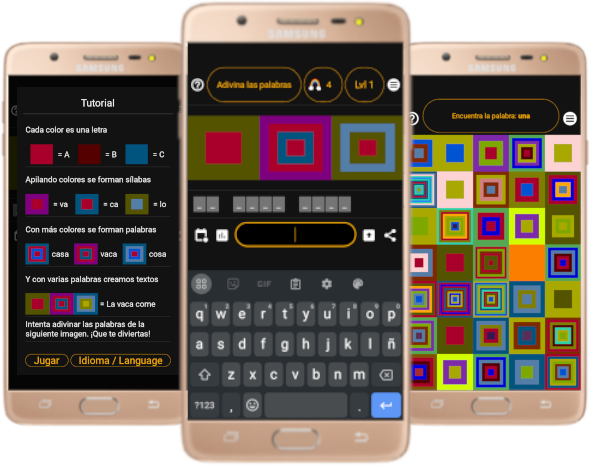 SAMSUNG
Tutorial
Cada color es una letra
= A
= B
= C
Apilando colores se forman sílabas
= va
= ca
= lo
Con más colores se forman palabras
casa
vaca
cosa
Y con varias palabras creamos textos
= La vaca come
Intenta adivinar las palabras de la
siguiente imagen. ¡Que te diviertas!
Jugar
Idioma / Language
SAMSUNG
Adivina las palabras
4
Lvl 1
_ _ _ _ _ _ _ _ _ _
GIF
q w e r t y u i o p
a s d f g h j k l ñ
z x c v b n m
?123 , .
SAMSUNG
Encuentra la palabra: una